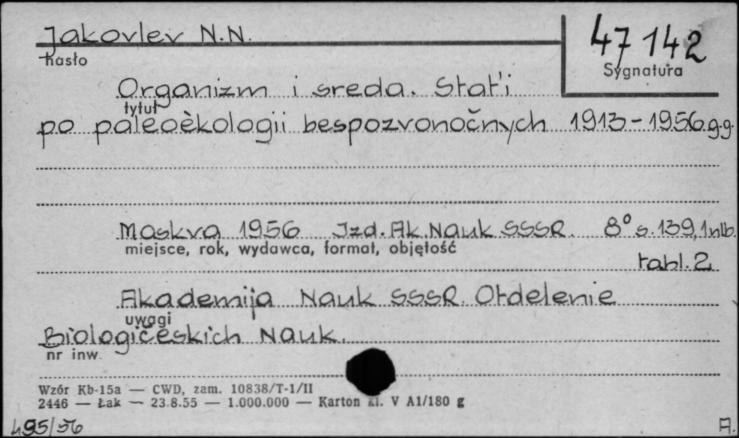 Jakovlev N.N.
hasło
47 142
Sygnatura
Organizm i sreda. Stat'i
tytuł
po paleoèkologii bespozvonočnych 1913-1956 g.g.
Moskva 1956 Izd. Ak Nauk SSSR. 8° s. 139, 1 nlb.
miejsce, rok, wydawca, format, objętość
tabl. 2
Akademija Nauk SSSR. Otdelenie
uwagi
Biologičeskich Nauk.
nr inw.
Wzór Kb-15a — CWD, zam. 10838/T-1/II
2446 — Łak — 23.8.55 — 1.000.000 — Karton kl. V A1/180 g
495/56
A.